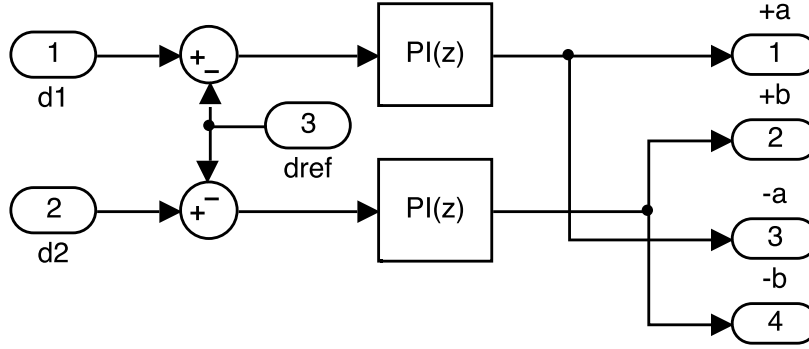 +a
1
d1
+ −
PI(z)
1
+b
3
dref
2
2
d2
+ −
PI(z)
-a
3
-b
4